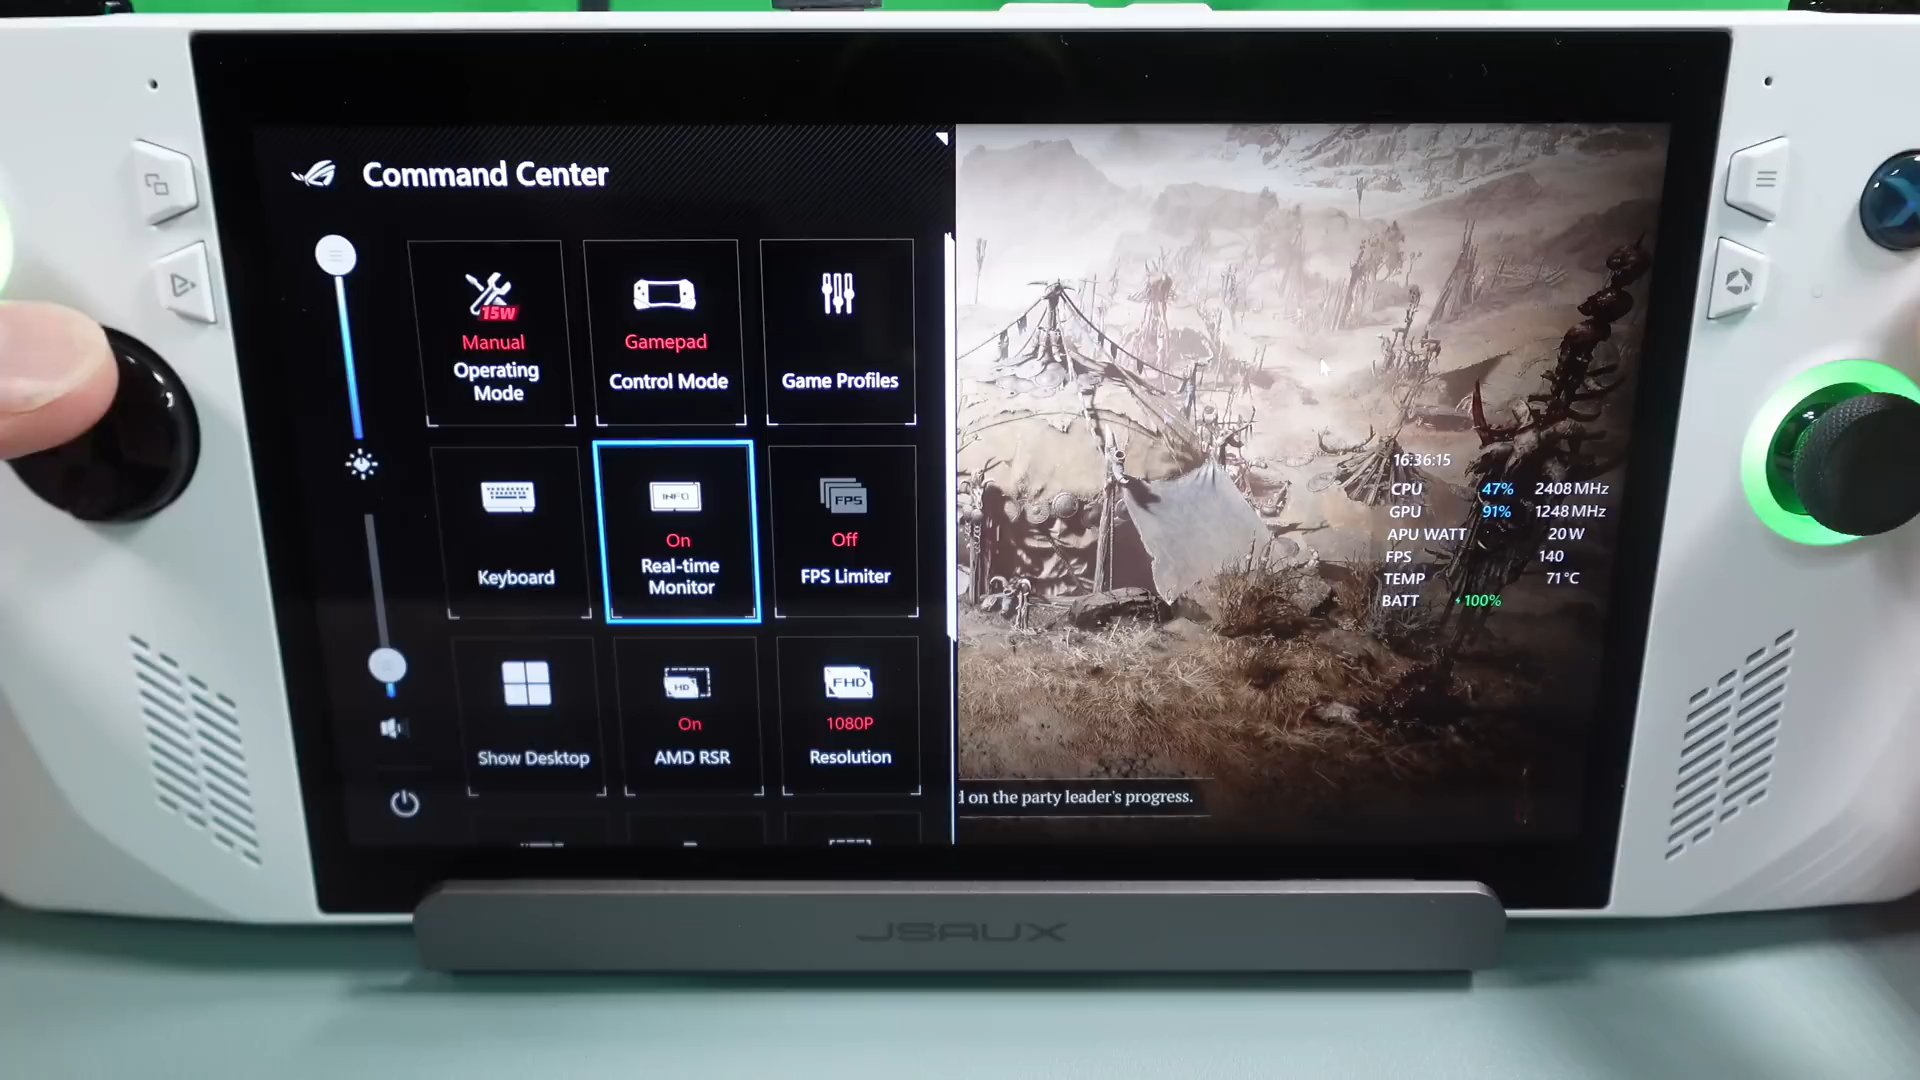 Command Center
15W
Manual
Operating
Mode
Gamepad
Control Mode
Game Profiles
Keyboard
INFO
On
Real-time
Monitor
FPS
Off
FPS Limiter
Show Desktop
HD
On
AMD RSR
FHD
1080P
Resolution
16:36:15
CPU 47% 2408 MHz
GPU 91% 1248 MHz
APU WATT 20 W
FPS 140
TEMP 71°C
BATT 100%
on the party leader's progress.
JSAUX